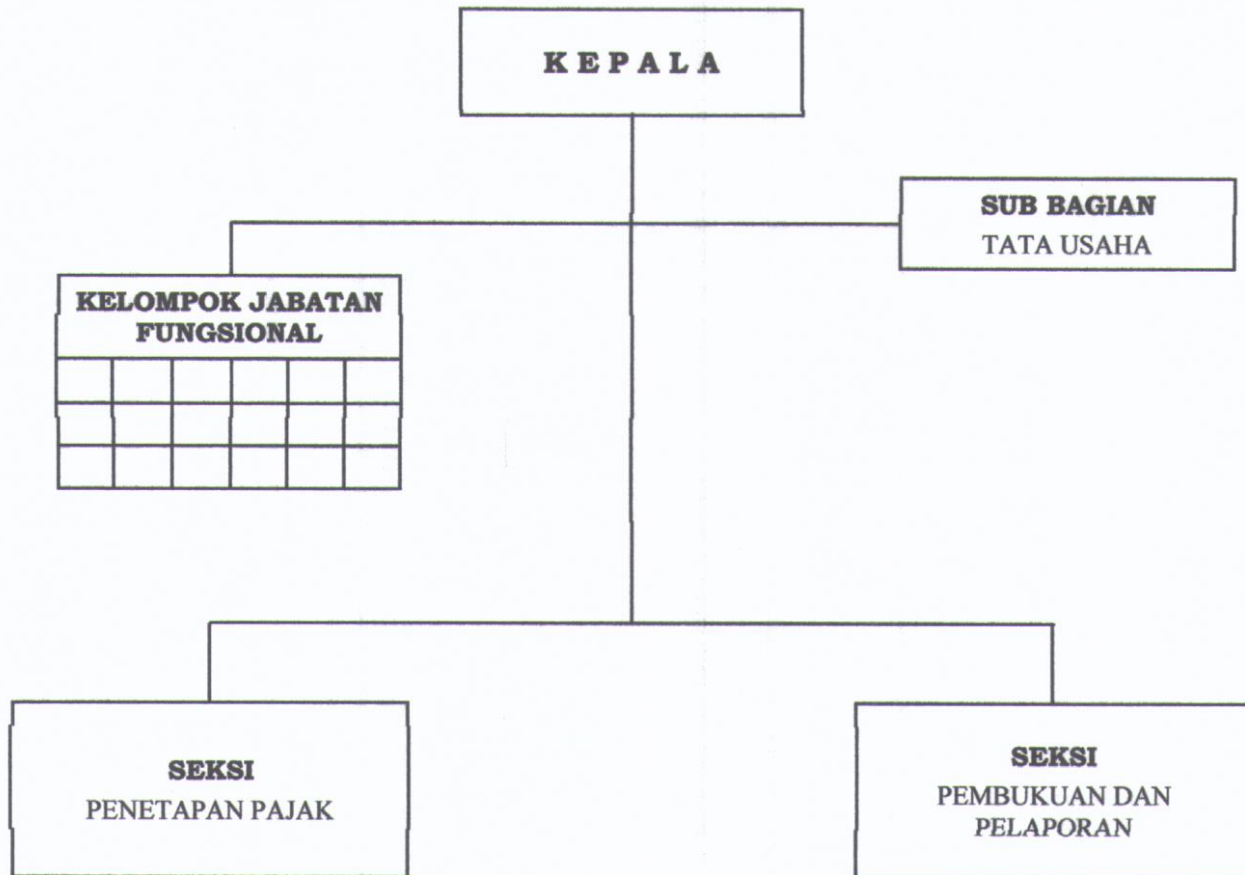 KEPALA
SUB BAGIAN
TATA USAHA
KELOMPOK JABATAN
FUNGSIONAL
SEKSI
PENETAPAN PAJAK
SEKSI
PEMBUKUAN DAN
PELAPORAN